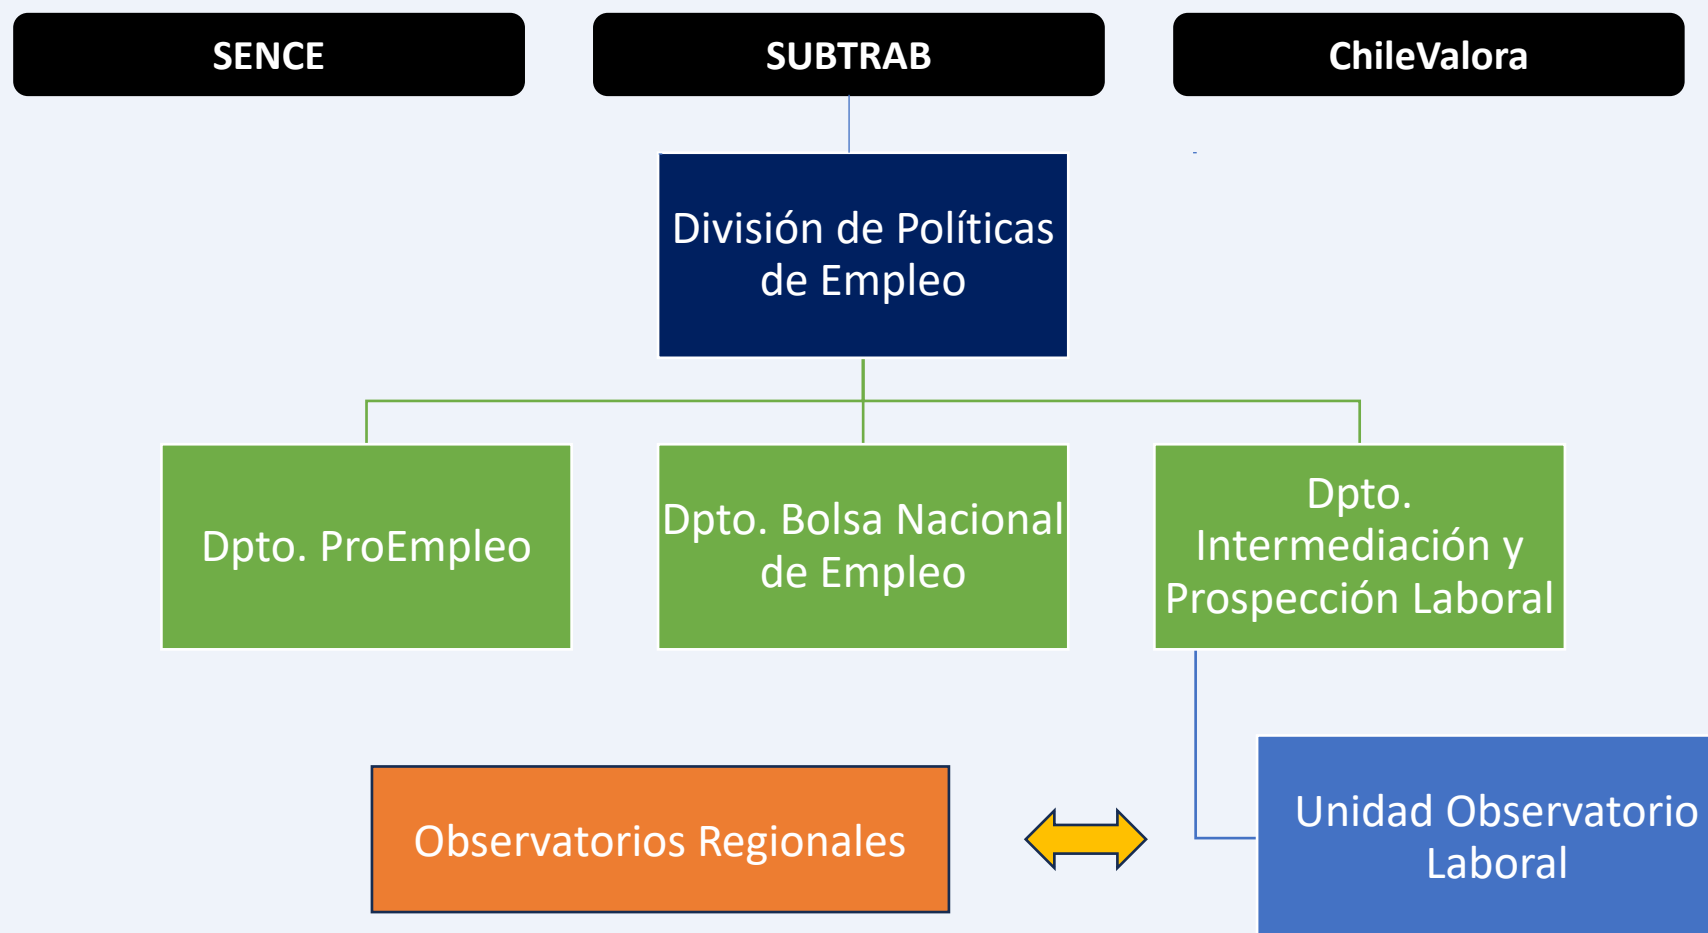 SENCE
SUBTRAB
ChileValora
División de Políticas
de Empleo
Dpto. ProEmpleo
Dpto. Bolsa Nacional
de Empleo
Dpto.
Intermediación y
Prospección Laboral
Observatorios Regionales
Unidad Observatorio
Laboral